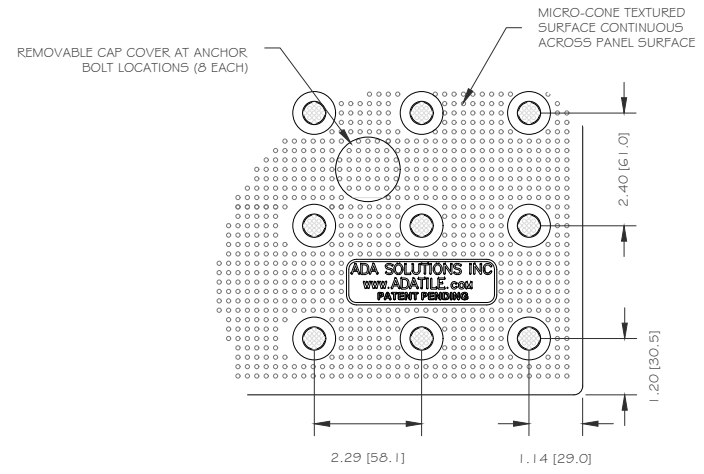 MICRO-CONE TEXTURED
SURFACE CONTINUOUS
ACROSS PANEL SURFACE
REMOVABLE CAP COVER AT ANCHOR
BOLT LOCATIONS (8 EACH)
2.40 [61.0]
ADA SOLUTIONS INC
www.ADATILE.com
PATENT PENDING
1.20 [30.5]
2.29 [58.1]
1.14 [29.0]